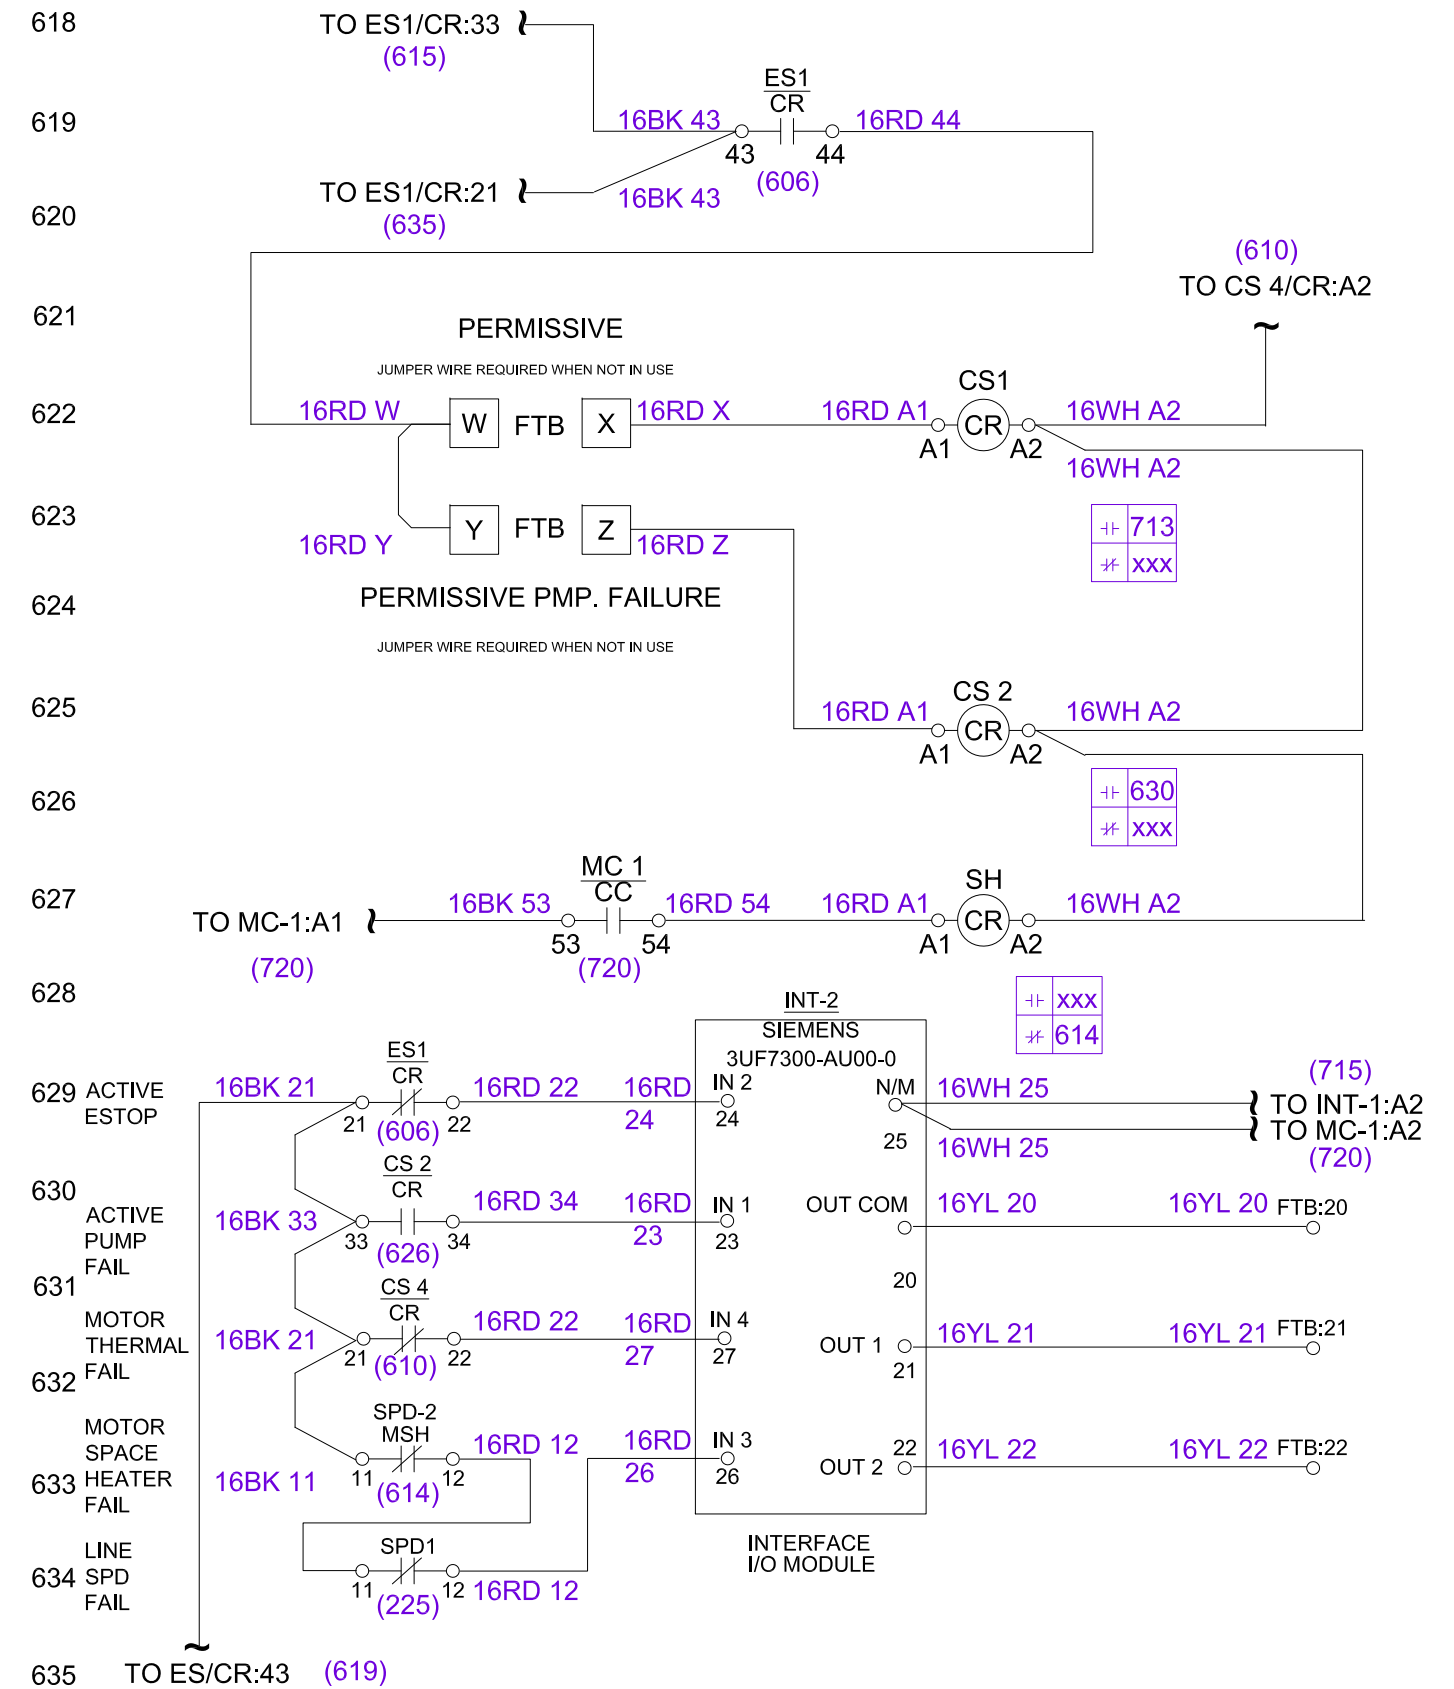 618
TO ES1/CR:33
(615)
ES1
CR
619
16BK 43
16RD 44
43
44
(606)
TO ES1/CR:21
16BK 43
620
(635)
(610)
TO CS 4/CR:A2
621
PERMISSIVE
JUMPER WIRE REQUIRED WHEN NOT IN USE
CS1
622
16RD W
W
FTB
X
16RD X
16RD A1
CR
16WH A2
A1
A2
16WH A2
623
16RD Y
Y
FTB
Z
16RD Z
713
xxx
624
PERMISSIVE PMP. FAILURE
JUMPER WIRE REQUIRED WHEN NOT IN USE
CS 2
625
16RD A1
CR
16WH A2
A1
A2
626
630
xxx
MC 1
CC
SH
627
TO MC-1:A1
16BK 53
16RD 54
16RD A1
CR
16WH A2
53
54
A1
A2
(720)
(720)
628
xxx
614
INT-2
SIEMENS
3UF7300-AU00-0
ES1
CR
629
ACTIVE
ESTOP
16BK 21
16RD 22
16RD
24
IN 2
24
21
(606)
22
N/M
25
16WH 25
16WH 25
(715)
TO INT-1:A2
TO MC-1:A2
(720)
CS 2
CR
630
ACTIVE
PUMP
FAIL
16BK 33
16RD 34
16RD
23
IN 1
23
33
(626)
34
OUT COM
20
16YL 20
16YL 20
FTB:20
631
CS 4
CR
MOTOR
THERMAL
FAIL
16BK 21
16RD 22
16RD
27
IN 4
27
21
(610)
22
OUT 1
21
16YL 21
16YL 21
FTB:21
632
SPD-2
MSH
MOTOR
SPACE
HEATER
FAIL
633
16BK 11
16RD 12
16RD
26
IN 3
26
11
(614)
12
22
OUT 2
16YL 22
16YL 22
FTB:22
INTERFACE
I/O MODULE
LINE
SPD
FAIL
634
SPD1
11
(225)
12
16RD 12
635
TO ES/CR:43
(619)